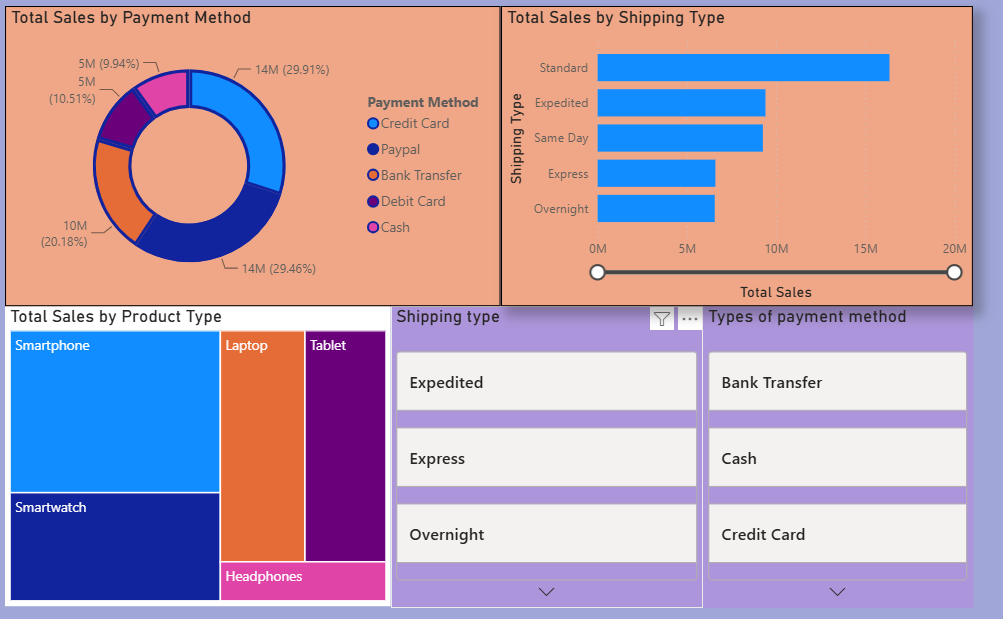 Total Sales by Payment Method
5M (9.94%)
14M (29.91%)
5M
(10.51%)
10M
(20.18%)
14M (29.46%)
Payment Method
Credit Card
Paypal
Bank Transfer
Debit Card
Cash
Total Sales by Shipping Type
Shipping Type
Standard
Expedited
Same Day
Express
Overnight
0M 5M 10M 15M 20M
Total Sales
Total Sales by Product Type
Smartphone
Laptop
Tablet
Smartwatch
Headphones
Shipping type
Expedited
Express
Overnight
Types of payment method
Bank Transfer
Cash
Credit Card